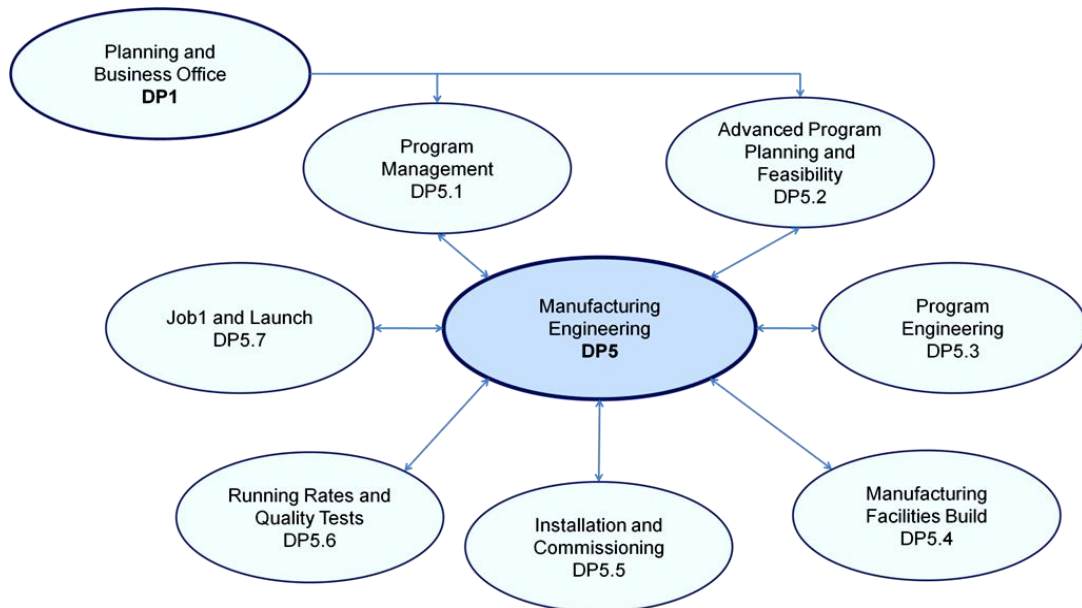 Planning and
Business Office
DP1
Program
Management
DP5.1
Advanced Program
Planning and
Feasibility
DP5.2
Job1 and Launch
DP5.7
Manufacturing
Engineering
DP5
Program
Engineering
DP5.3
Running Rates and
Quality Tests
DP5.6
Installation and
Commissioning
DP5.5
Manufacturing
Facilities Build
DP5.4